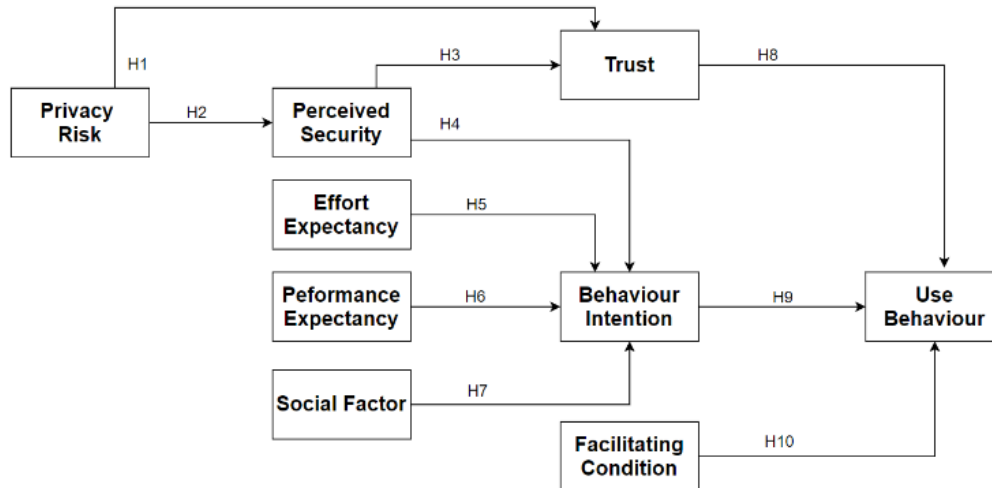 H1
H3
Trust
H8
Privacy
Risk
H2
Perceived
Security
H4
Effort
Expectancy
H5
Peformance
Expectancy
H6
Behaviour
Intention
H9
Use
Behaviour
Social Factor
H7
Facilitating
Condition
H10